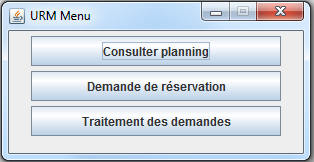 URM Menu
Consulter planning
Demande de réservation
Traitement des demandes